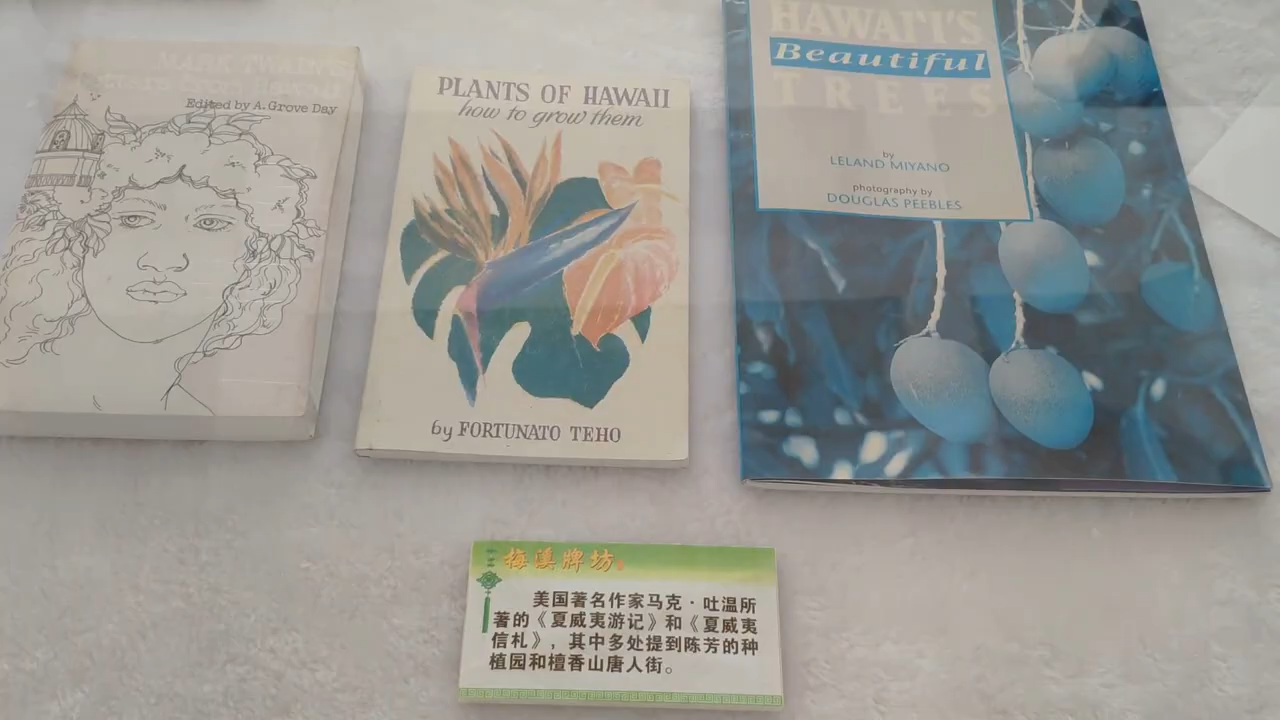 Edited by A. Grove Day
PLANTS OF HAWAII
how to grow them
by FORTUNATO TEHO
HAWAI'I'S
Beautiful
TREES
by
LELAND MIYANO
photography by
DOUGLAS PEEBLES
梅溪牌坊
美国著名作家马克·吐温所
著的《夏威夷游记》和《夏威夷
信札》，其中多处提到陈芳的种
植园和檀香山唐人街。